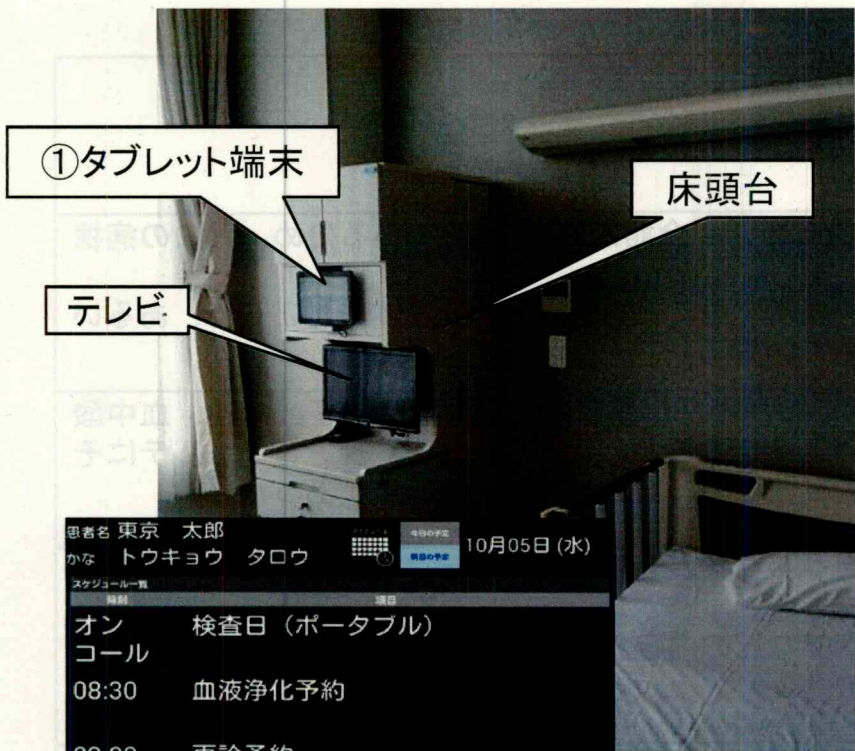 ①タブレット端末
床頭台
テレビ
患者名 東京 太郎
今日の予定
10月05日 (水)
かな トウキョウ タロウ
明日の予定
スケジュール一覧
時刻 項目
オン 検査日 (ポータブル)
コール
08:30 血液浄化予約